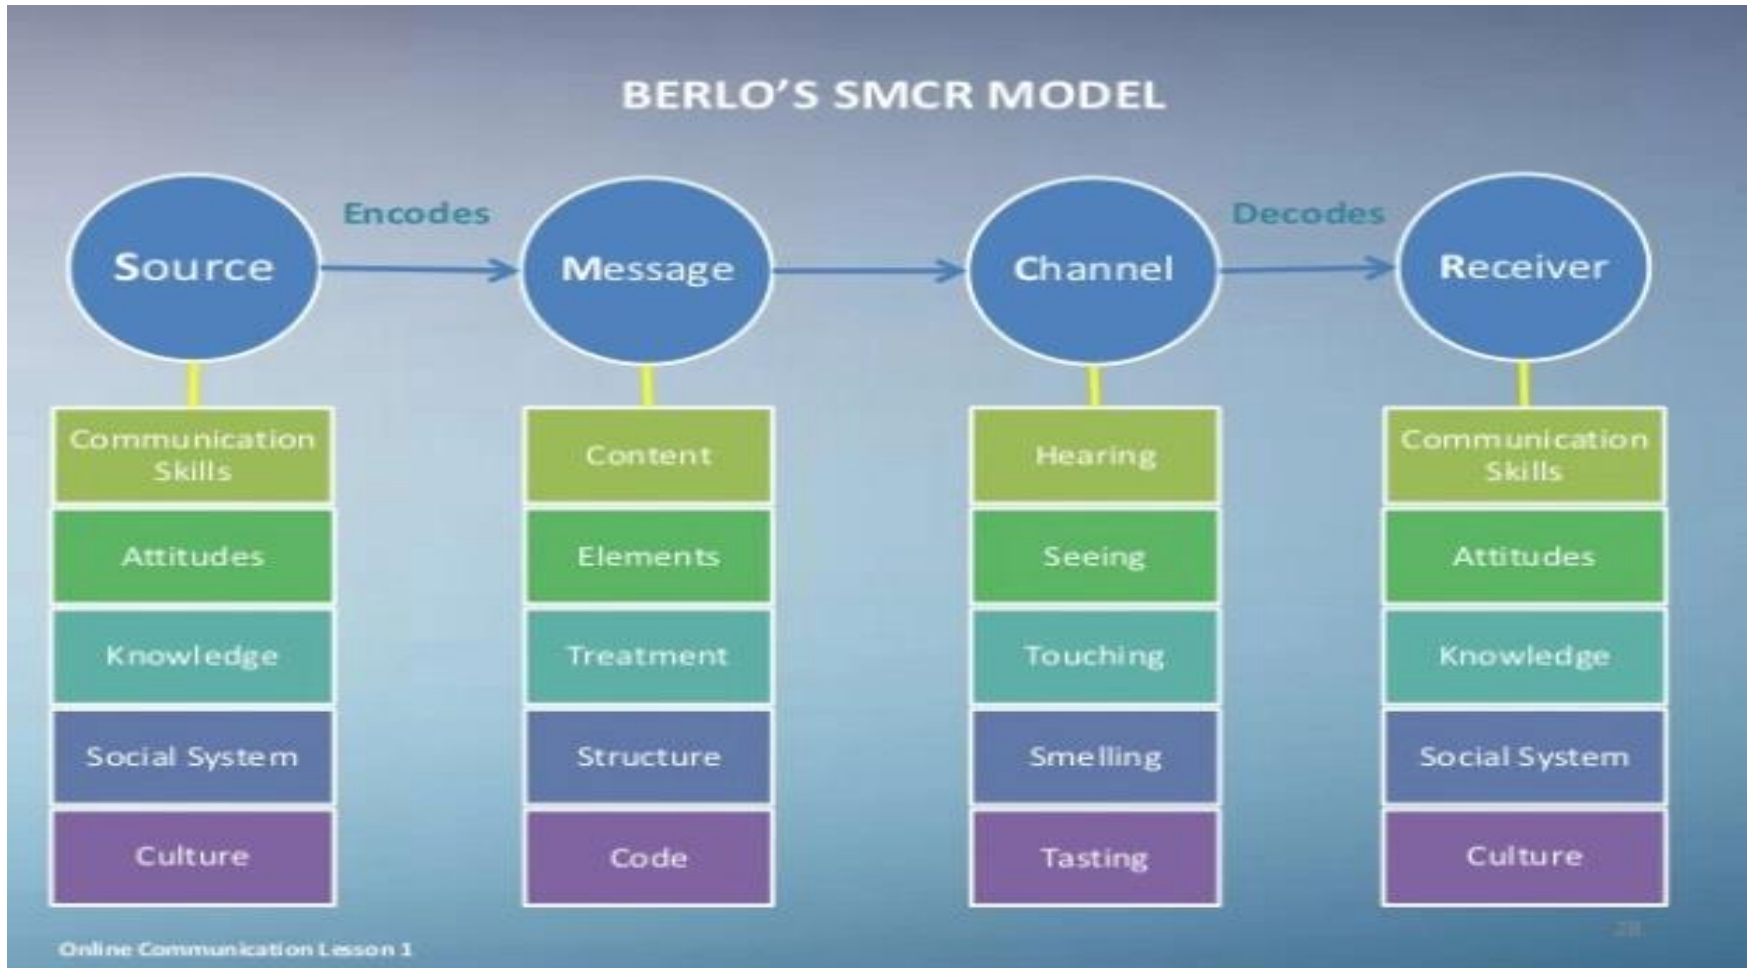 BERLO'S SMCR MODEL
Encodes
Decodes
Source
Message
Channel
Receiver
Communication
Skills
Content
Hearing
Communication
Skills
Attitudes
Elements
Seeing
Attitudes
Knowledge
Treatment
Touching
Knowledge
Social System
Structure
Smelling
Social System
Culture
Code
Tasting
Culture
Online Communication Lesson 1